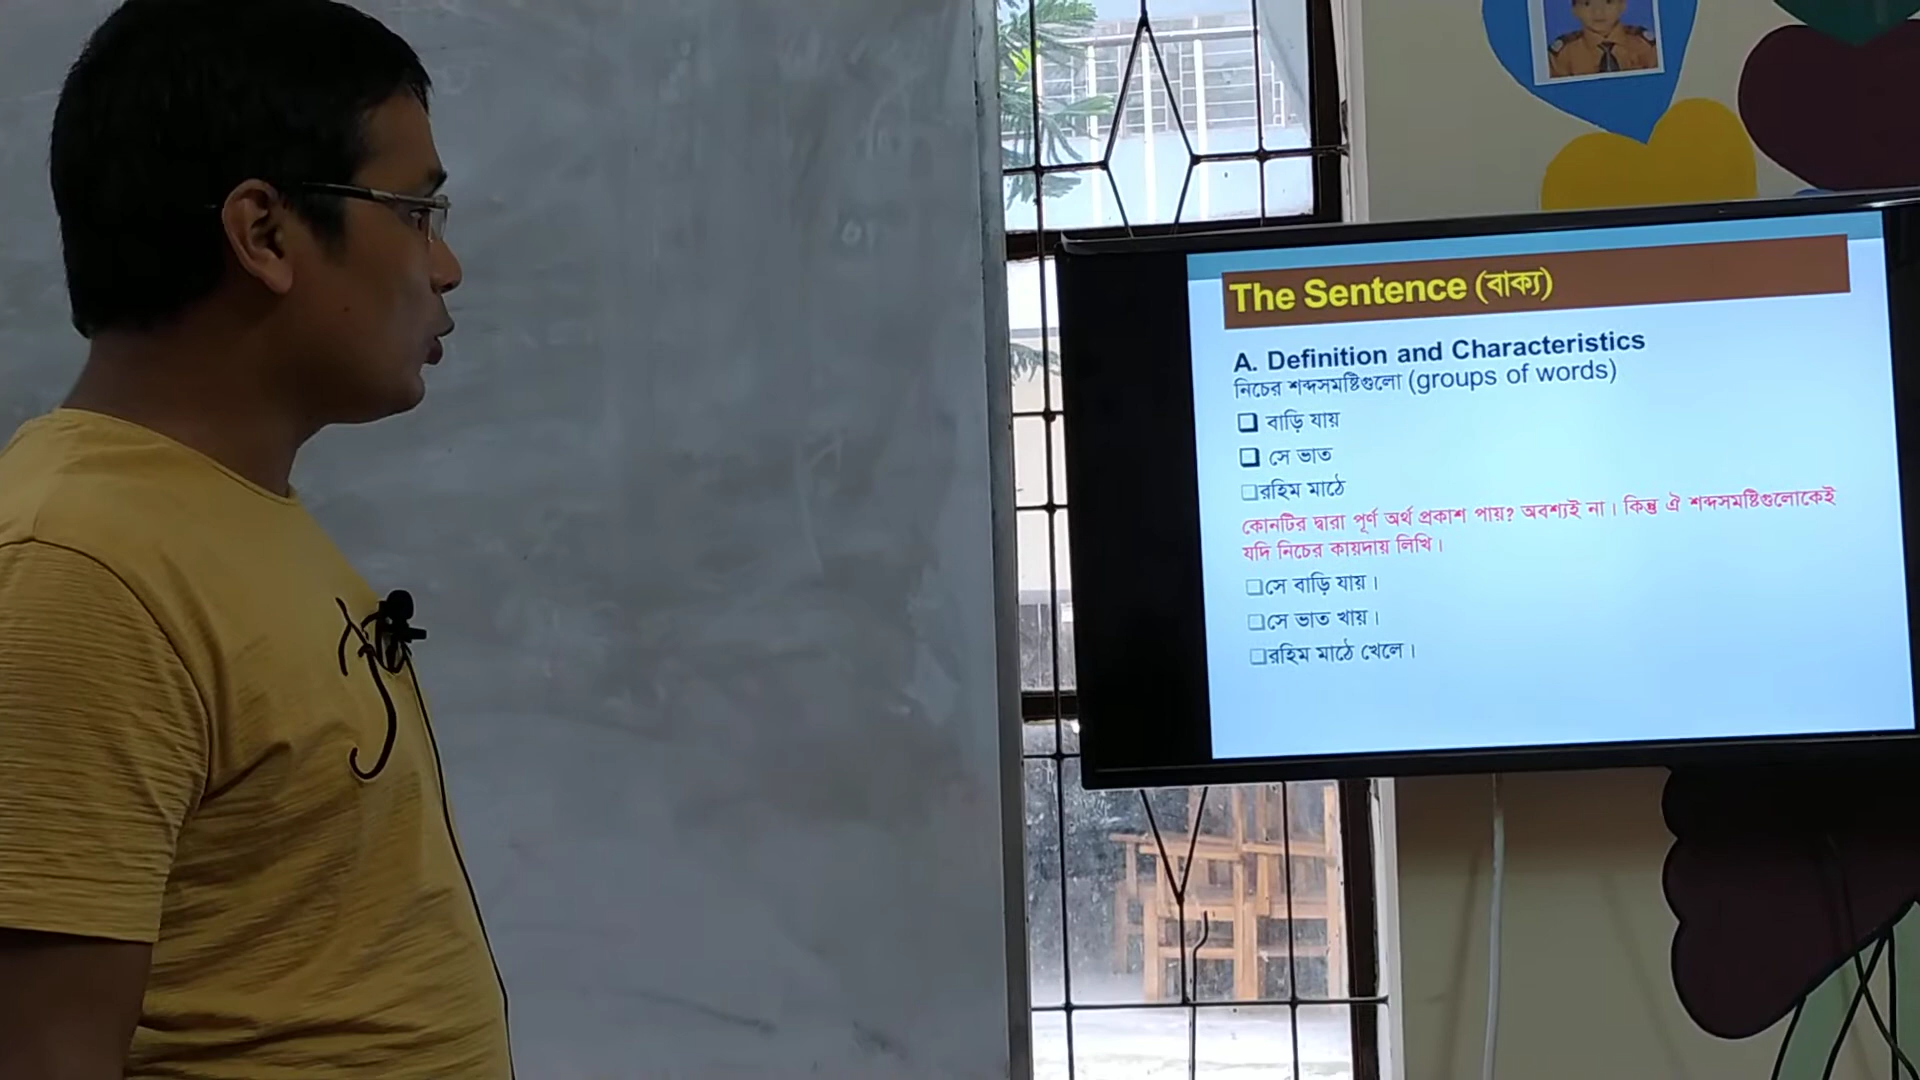 The Sentence (বাক্য)
A. Definition and Characteristics
নিচের শব্দসমষ্টিগুলো (groups of words)
❑ বাড়ি যায়
❑ সে ভাত
❑রহিম মাঠে
কোনটির দ্বারা পূর্ণ অর্থ প্রকাশ পায়? অবশ্যই না। কিন্তু ঐ শব্দসমষ্টিগুলোকেই
যদি নিচের কায়দায় লিখি।
❑সে বাড়ি যায়।
❑সে ভাত খায়।
❑রহিম মাঠে খেলে।